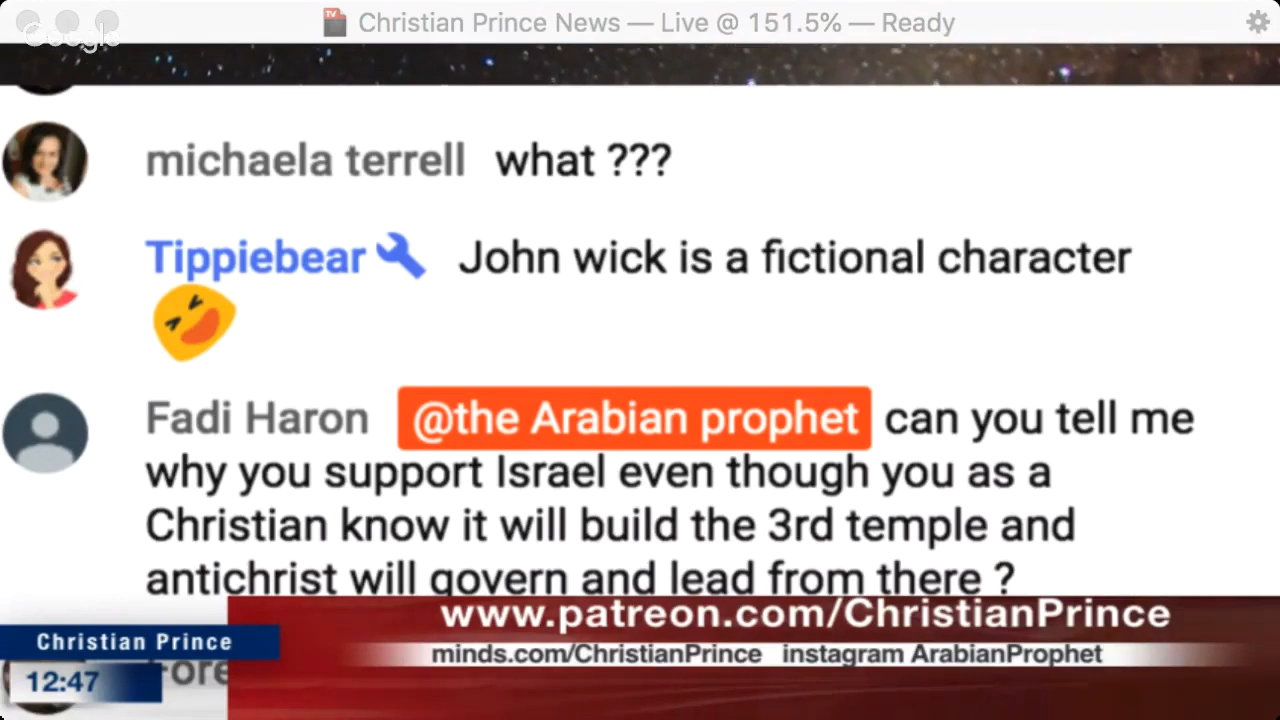 TV Christian Prince News — Live @ 151.5% — Ready
Google
michaela terrell what ???
Tippiebear John wick is a fictional character
🤣
Fadi Haron @the Arabian prophet can you tell me
why you support Israel even though you as a
Christian know it will build the 3rd temple and
antichrist will govern and lead from there ?
www.patreon.com/ChristianPrince
Christian Prince
minds.com/ChristianPrince instagram ArabianProphet
12:47